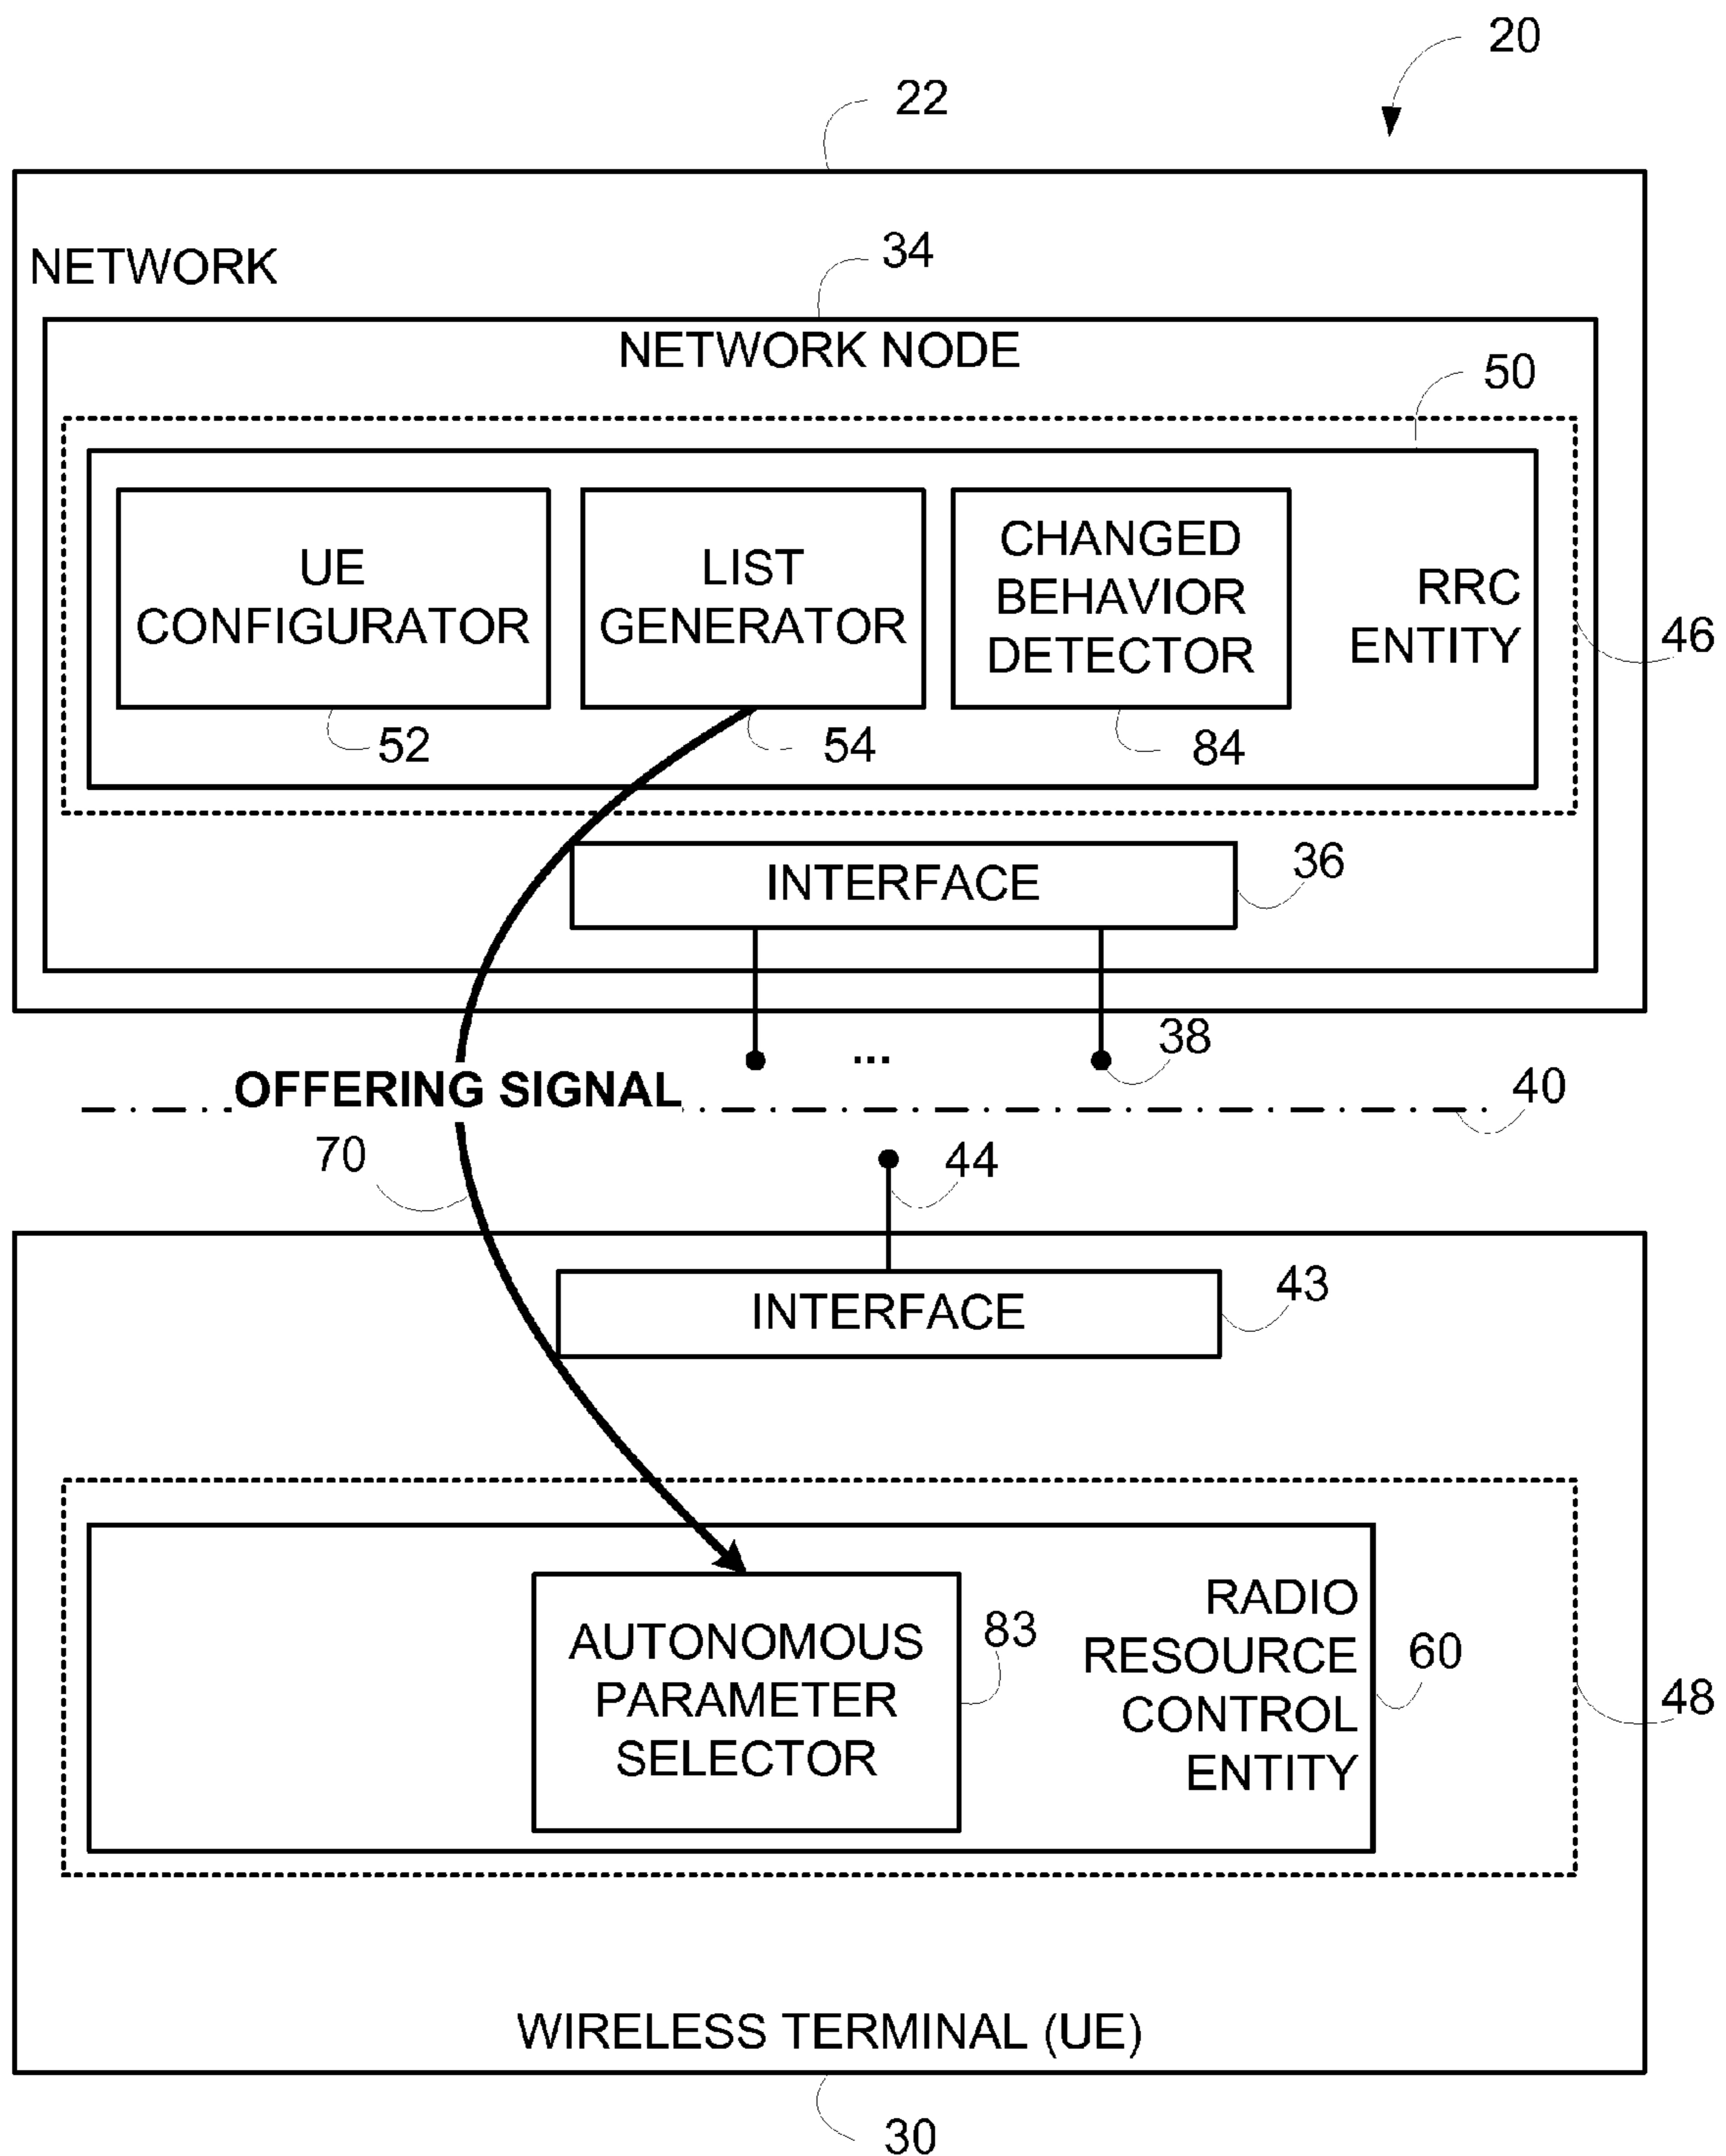 20
22
NETWORK
34
NETWORK NODE
50
UE
CONFIGURATOR
LIST
GENERATOR
CHANGED
BEHAVIOR
DETECTOR
RRC
ENTITY
46
52
54
84
INTERFACE
36
38
...
OFFERING SIGNAL
40
70
44
INTERFACE
43
AUTONOMOUS
PARAMETER
SELECTOR
83
RADIO
RESOURCE
CONTROL
ENTITY
60
48
WIRELESS TERMINAL (UE)
30